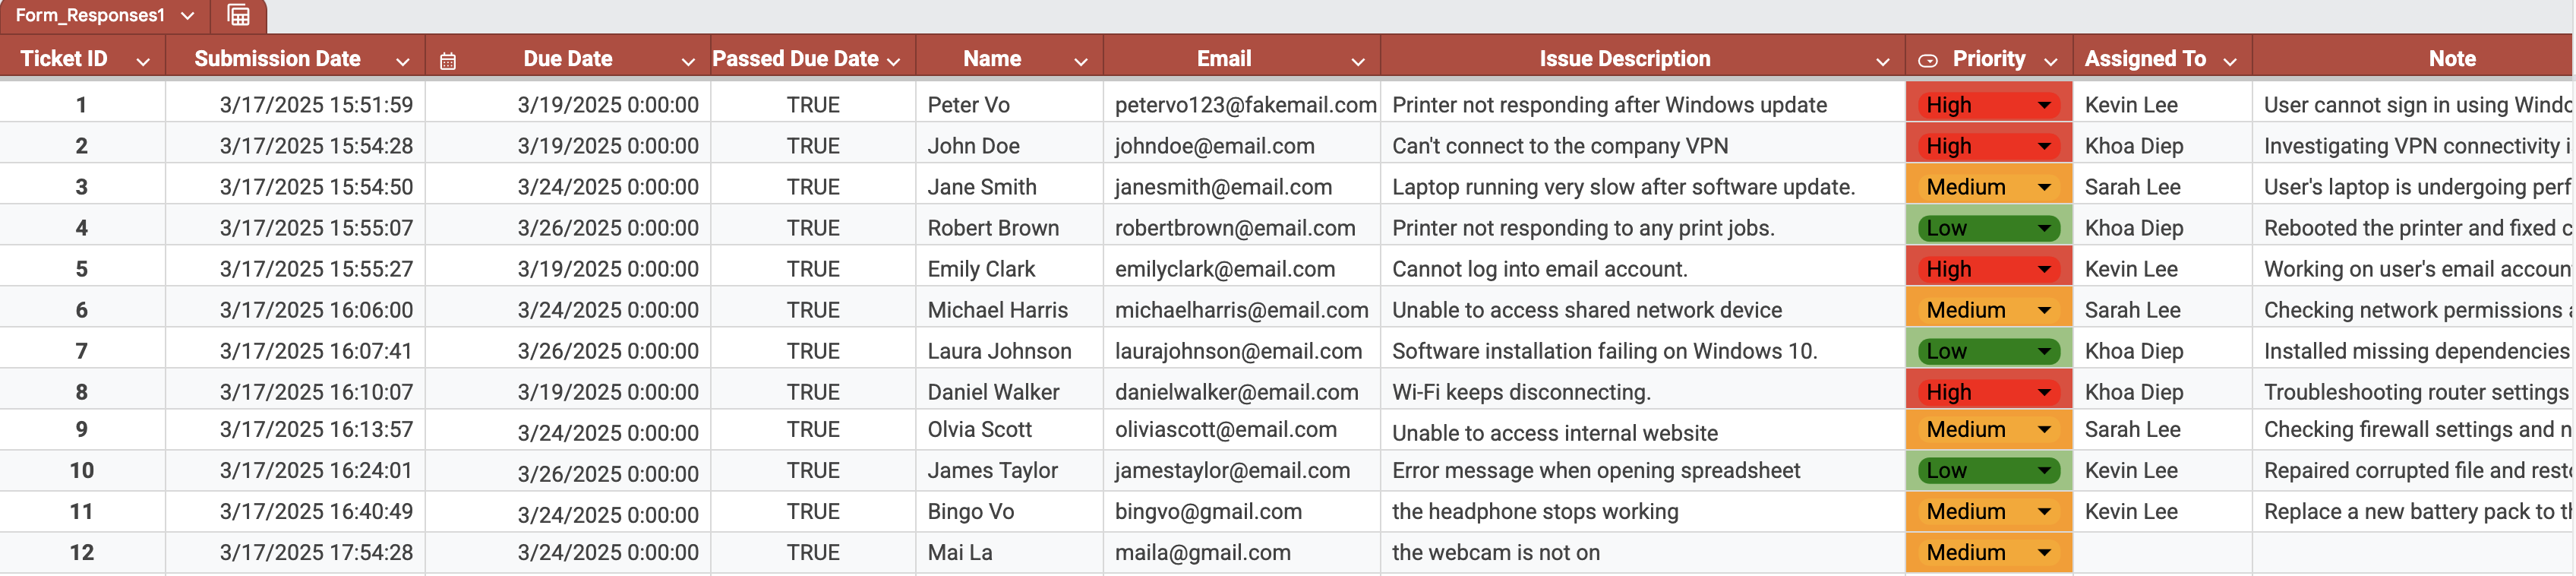 Form_Responses1
Ticket ID Submission Date Due Date Passed Due Date Name Email Issue Description Priority Assigned To Note
1 3/17/2025 15:51:59 3/19/2025 0:00:00 TRUE Peter Vo petervo123@fakemail.com Printer not responding after Windows update High Kevin Lee User cannot sign in using Windo
2 3/17/2025 15:54:28 3/19/2025 0:00:00 TRUE John Doe johndoe@email.com Can't connect to the company VPN High Khoa Diep Investigating VPN connectivity i
3 3/17/2025 15:54:50 3/24/2025 0:00:00 TRUE Jane Smith janesmith@email.com Laptop running very slow after software update. Medium Sarah Lee User's laptop is undergoing perf
4 3/17/2025 15:55:07 3/26/2025 0:00:00 TRUE Robert Brown robertbrown@email.com Printer not responding to any print jobs. Low Khoa Diep Rebooted the printer and fixed c
5 3/17/2025 15:55:27 3/19/2025 0:00:00 TRUE Emily Clark emilyclark@email.com Cannot log into email account. High Kevin Lee Working on user's email accoun
6 3/17/2025 16:06:00 3/24/2025 0:00:00 TRUE Michael Harris michaelharris@email.com Unable to access shared network device Medium Sarah Lee Checking network permissions
7 3/17/2025 16:07:41 3/26/2025 0:00:00 TRUE Laura Johnson laurajohnson@email.com Software installation failing on Windows 10. Low Khoa Diep Installed missing dependencies
8 3/17/2025 16:10:07 3/19/2025 0:00:00 TRUE Daniel Walker danielwalker@email.com Wi-Fi keeps disconnecting. High Khoa Diep Troubleshooting router settings
9 3/17/2025 16:13:57 3/24/2025 0:00:00 TRUE Olvia Scott oliviascott@email.com Unable to access internal website Medium Sarah Lee Checking firewall settings and n
10 3/17/2025 16:24:01 3/26/2025 0:00:00 TRUE James Taylor jamestaylor@email.com Error message when opening spreadsheet Low Kevin Lee Repaired corrupted file and rest
11 3/17/2025 16:40:49 3/24/2025 0:00:00 TRUE Bingo Vo bingvo@gmail.com the headphone stops working Medium Kevin Lee Replace a new battery pack to th
12 3/17/2025 17:54:28 3/24/2025 0:00:00 TRUE Mai La maila@gmail.com the webcam is not on Medium